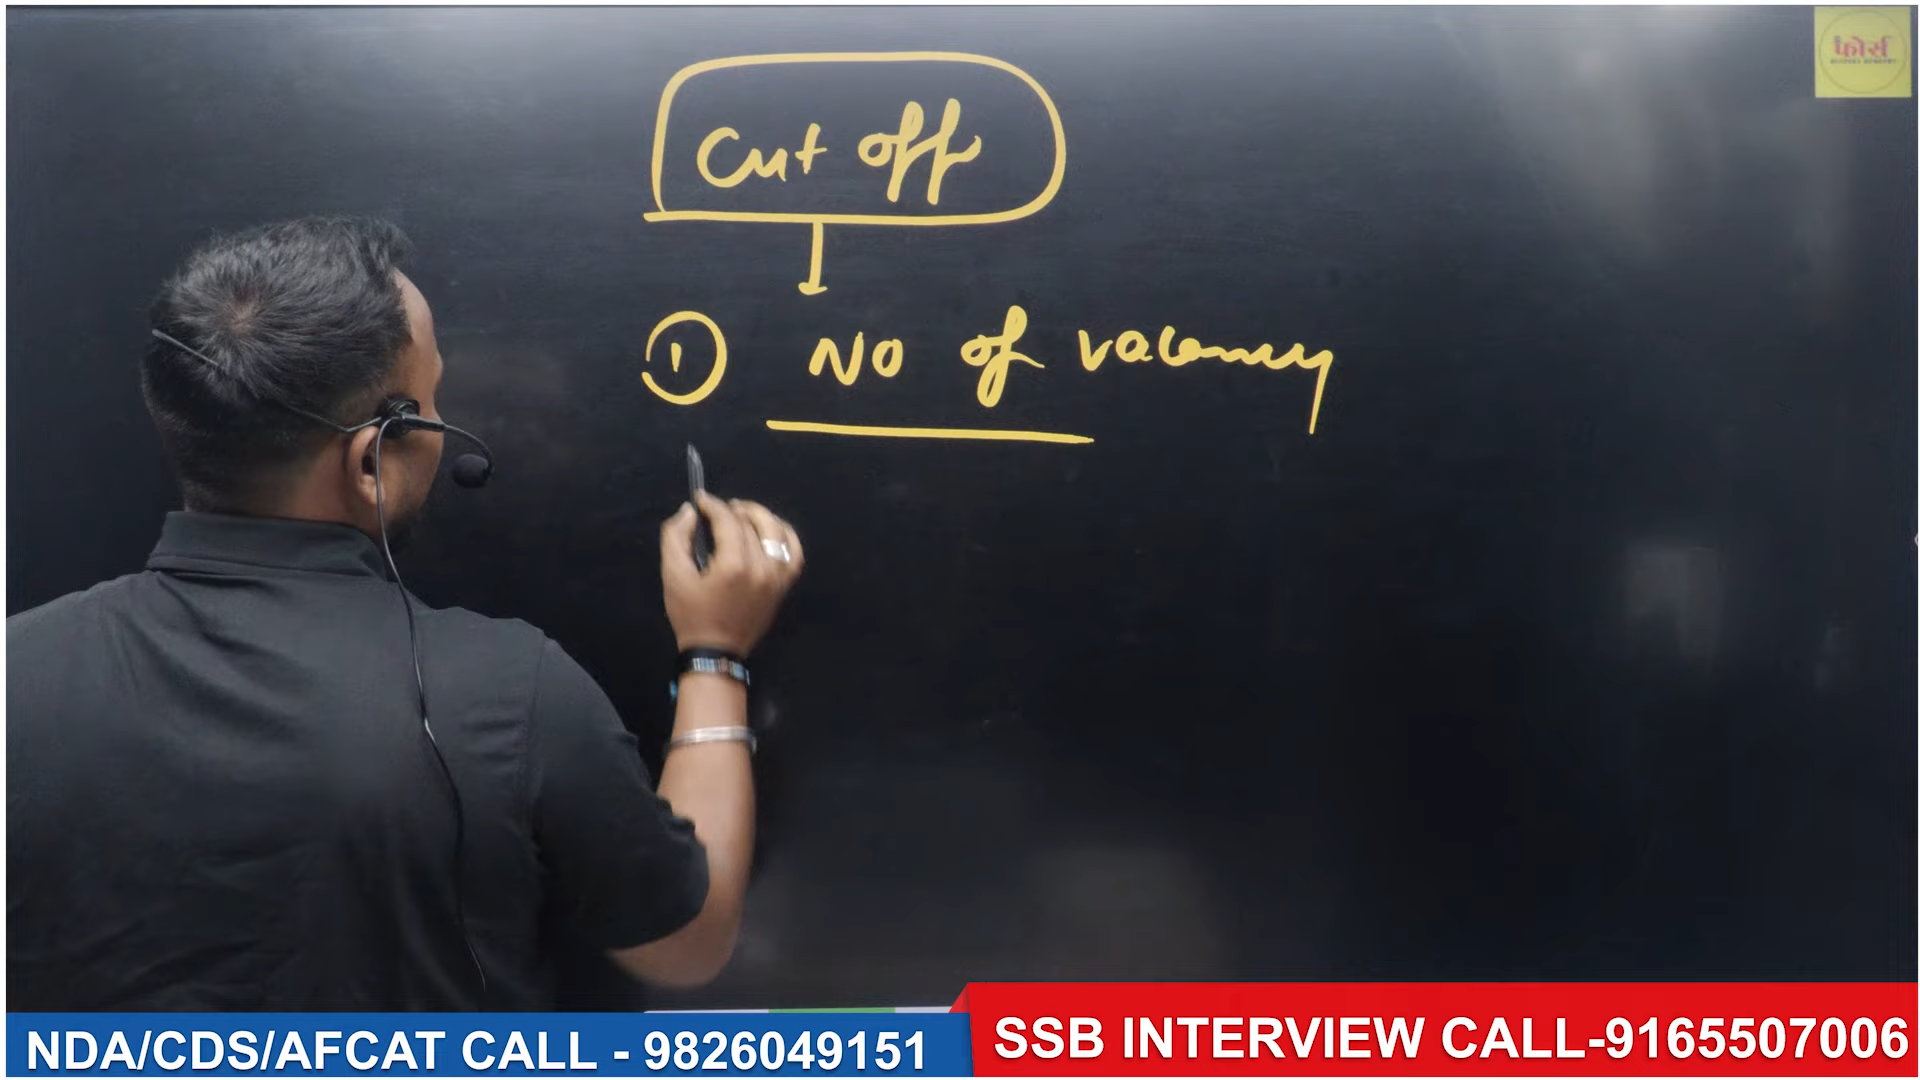 फोर्स
Cut off
① NO of vacancy
NDA/CDS/AFCAT CALL - 9826049151
SSB INTERVIEW CALL-9165507006